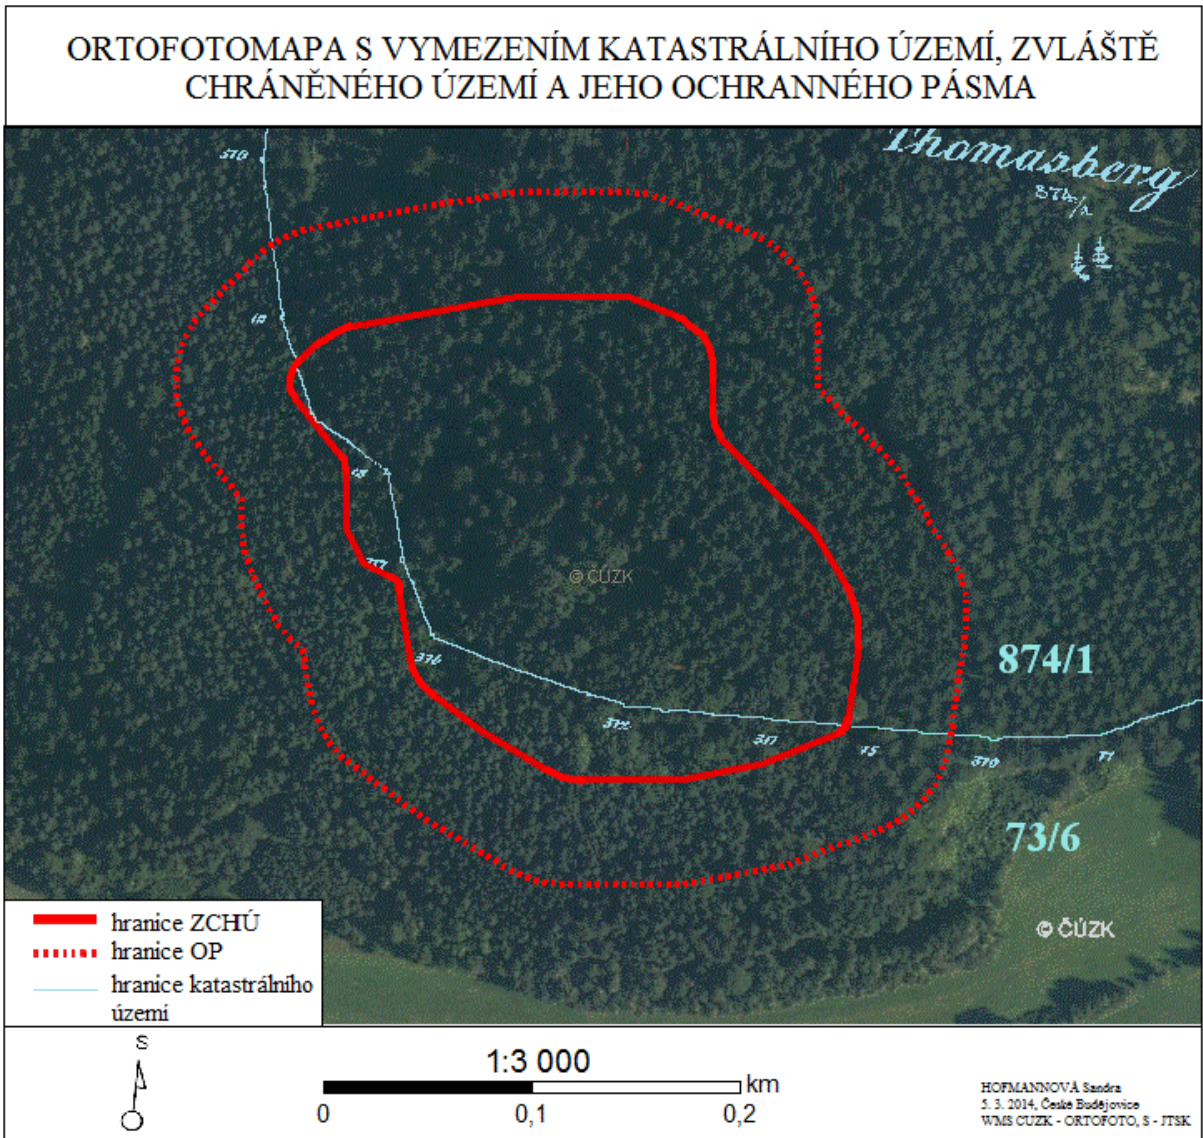 ORTOFOTOMAPA S VYMEZENÍM KATASTRÁLNÍHO ÚZEMÍ, ZVLÁŠTĚ
CHRÁNĚNÉHO ÚZEMÍ A JEHO OCHRANNÉHO PÁSMA
Thomasberg
376
© ČÚZK
874/1
372
73/6
© ČÚZK
hranice ZCHÚ
hranice OP
hranice katastrálního
území
S
1:3 000
km
0
0,1
0,2
HOFMANNOVÁ Sandra
5. 3. 2014, České Budějovice
WMS CUZK - ORTOFOTO, S - JTSK